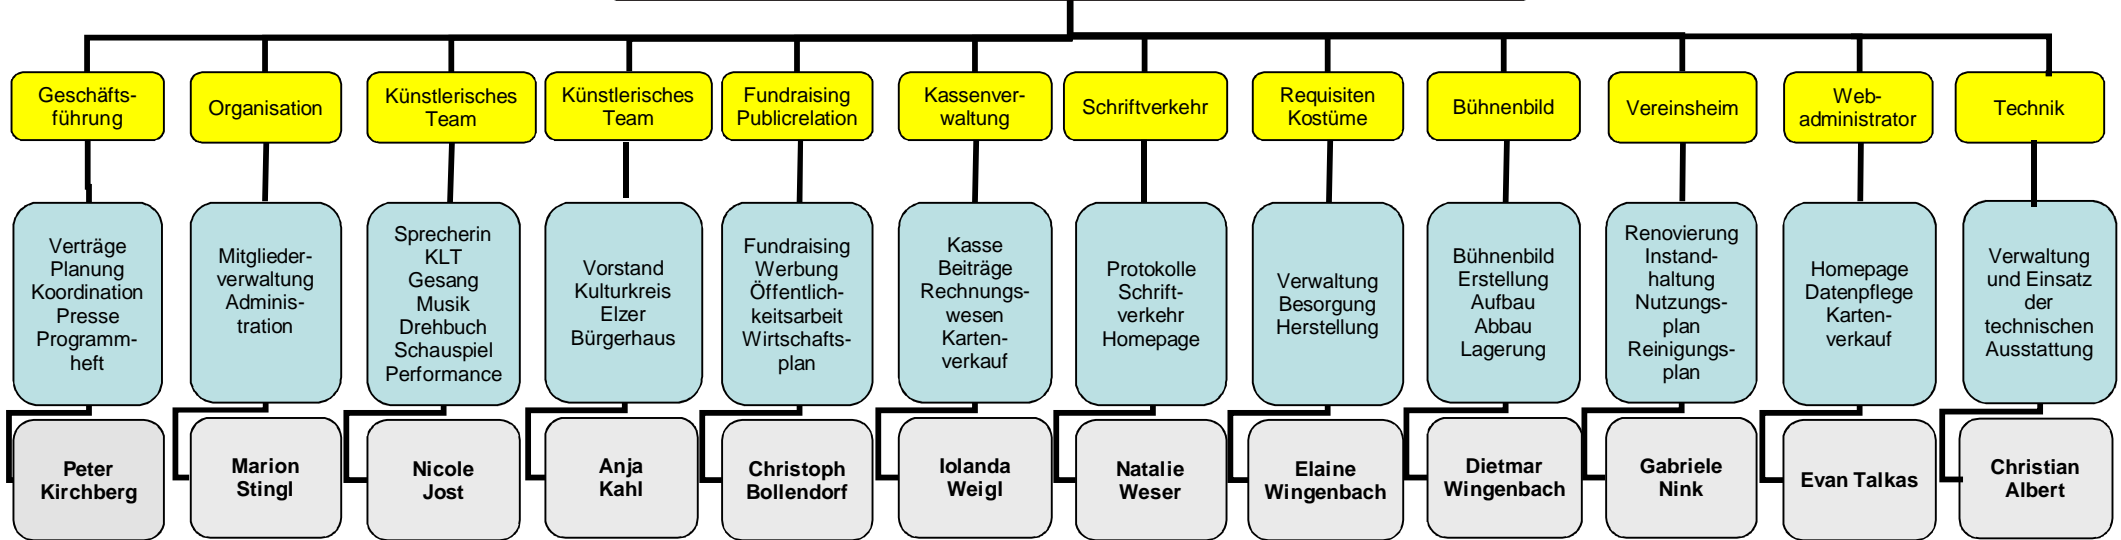 Geschäfts-
führung
Organisation
Künstlerisches
Team
Künstlerisches
Team
Fundraising
Publicrelation
Kassenver-
waltung
Schriftverkehr
Requisiten
Kostüme
Bühnenbild
Vereinsheim
Web-
administrator
Technik
Verträge
Planung
Koordination
Presse
Programm-
heft
Mitglieder-
verwaltung
Adminis-
tration
Sprecherin
KLT
Gesang
Musik
Drehbuch
Schauspiel
Performance
Vorstand
Kulturkreis
Elzer
Bürgerhaus
Fundraising
Werbung
Öffentlich-
keitsarbeit
Wirtschafts-
plan
Kasse
Beiträge
Rechnungs-
wesen
Karten-
verkauf
Protokolle
Schrift-
verkehr
Homepage
Verwaltung
Besorgung
Herstellung
Bühnenbild
Erstellung
Aufbau
Abbau
Lagerung
Renovierung
Instand-
haltung
Nutzungs-
plan
Reinigungs-
plan
Homepage
Datenpflege
Karten-
verkauf
Verwaltung
und Einsatz
der
technischen
Ausstattung
Peter
Kirchberg
Marion
Stingl
Nicole
Jost
Anja
Kahl
Christoph
Bollendorf
Iolanda
Weigl
Natalie
Weser
Elaine
Wingenbach
Dietmar
Wingenbach
Gabriele
Nink
Evan Talkas
Christian
Albert